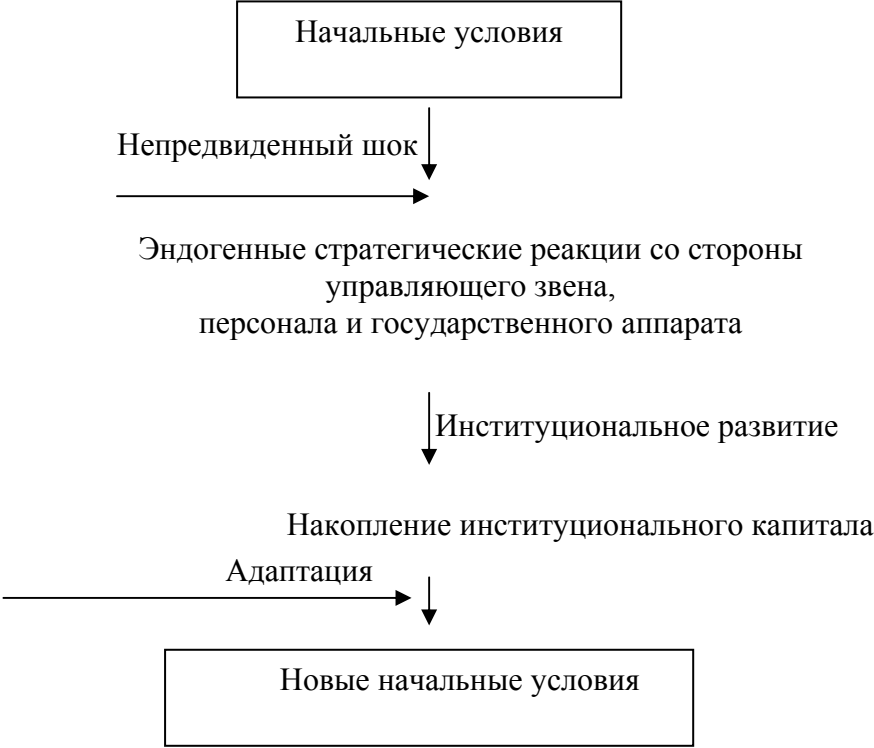 Начальные условия
Непредвиденный шок
Эндогенные стратегические реакции со стороны
управляющего звена,
персонала и государственного аппарата
Институциональное развитие
Накопление институционального капитала
Адаптация
Новые начальные условия